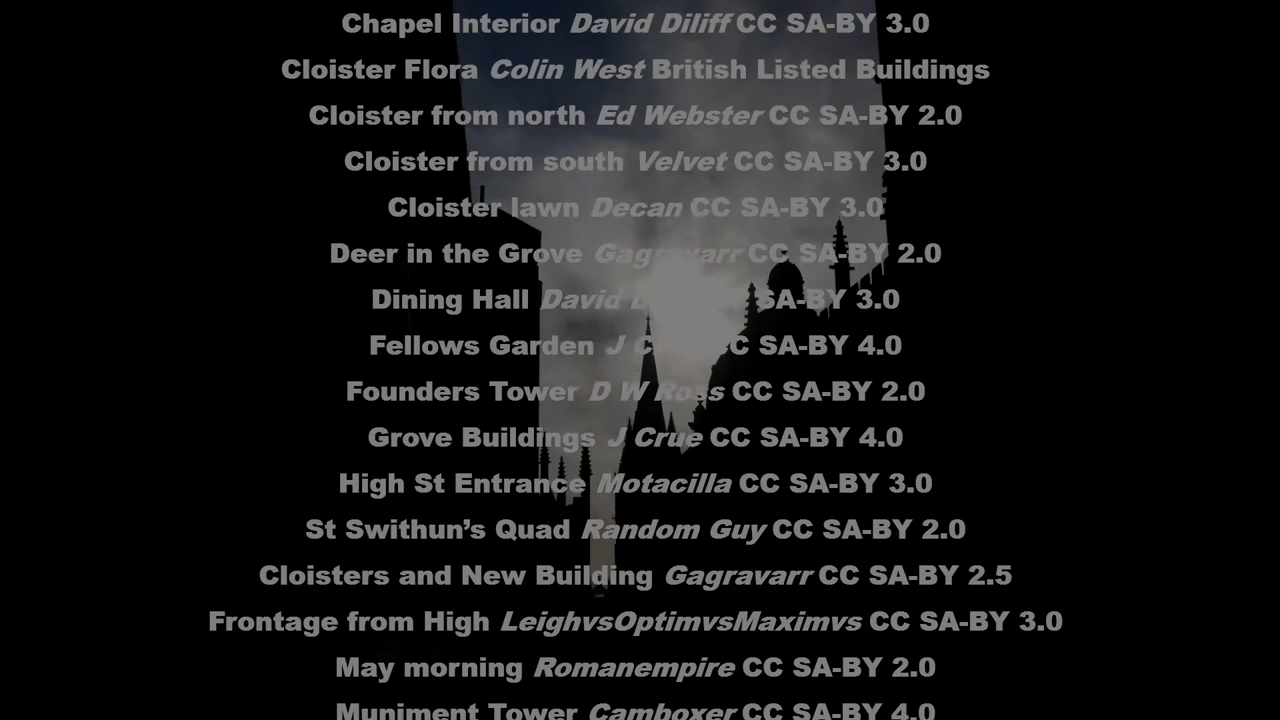 Chapel Interior David Diliff CC SA-BY 3.0
Cloister Flora Colin West British Listed Buildings
Cloister from north Ed Webster CC SA-BY 2.0
Cloister from south Velvet CC SA-BY 3.0
Cloister lawn Decan CC SA-BY 3.0
Deer in the Grove Gagravarr CC SA-BY 2.0
Dining Hall David SA-BY 3.0
Fellows Garden J SA-BY 4.0
Founders Tower D W Ross CC SA-BY 2.0
Grove Buildings J Crue CC SA-BY 4.0
High St Entrance Motacilla CC SA-BY 3.0
St Swithun’s Quad Random Guy CC SA-BY 2.0
Cloisters and New Building Gagravarr CC SA-BY 2.5
Frontage from High LeighvsOptimvsMaximvs CC SA-BY 3.0
May morning Romanempire CC SA-BY 2.0
Muniment Tower Camboxer CC SA-BY 4.0